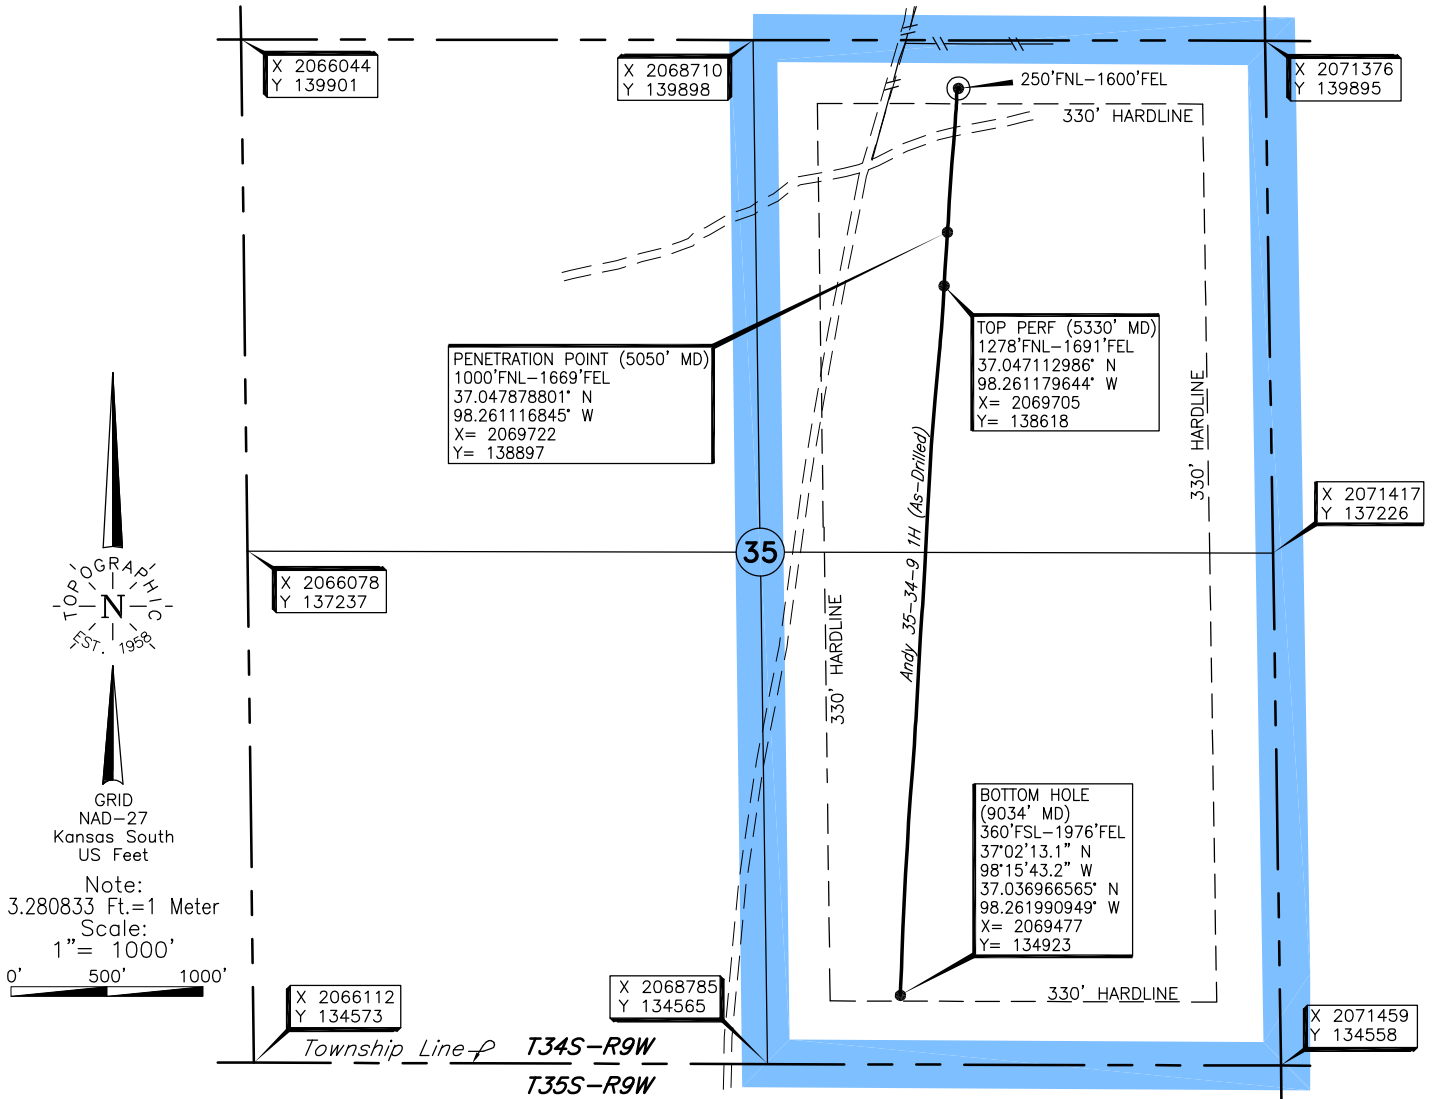 X 2066044
Y 139901
X 2068710
Y 139898
X 2071376
Y 139895
250'FNL-1600'FEL
330' HARDLINE
PENETRATION POINT (5050' MD)
1000'FNL-1669'FEL
37.047878801° N
98.261116845° W
X= 2069722
Y= 138897
TOP PERF (5330' MD)
1278'FNL-1691'FEL
37.047112986° N
98.261179644° W
X= 2069705
Y= 138618
330' HARDLINE
Andy 35-34-9 1H (As-Drilled)
X 2071417
Y 137226
35
X 2066078
Y 137237
TOPOGRAPHIC
N
EST. 1958
330' HARDLINE
GRID
NAD-27
Kansas South
US Feet
Note:
3.280833 Ft.=1 Meter
Scale:
1"= 1000'
0' 500' 1000'
BOTTOM HOLE
(9034' MD)
360'FSL-1976'FEL
37°02'13.1" N
98°15'43.2" W
37.036966565° N
98.261990949° W
X= 2069477
Y= 134923
330' HARDLINE
X 2066112
Y 134573
X 2068785
Y 134565
X 2071459
Y 134558
Township Line
T34S-R9W
T35S-R9W